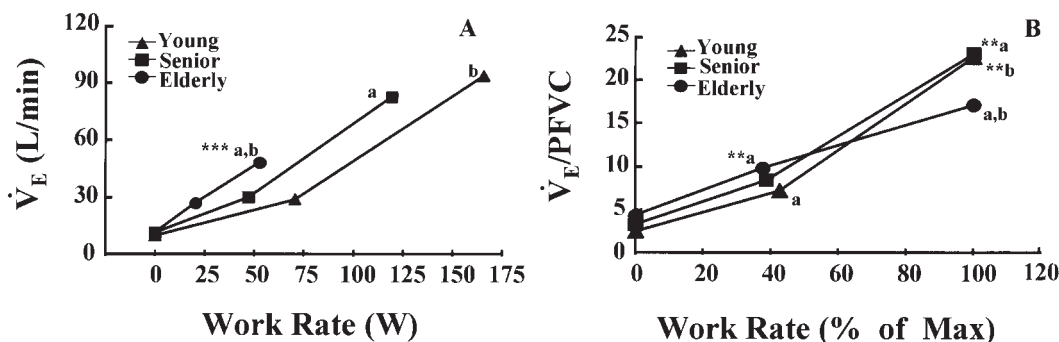 A
Young
Senior
Elderly
V̇E (L/min)
120
90
60
30
0
b
a
*** a,b
0 25 50 75 100 125 150 175
Work Rate (W)
B
Young
Senior
Elderly
V̇E/PFVC
25
20
15
10
5
0
**a
**b
a,b
**a
a
0 20 40 60 80 100 120
Work Rate (% of Max)